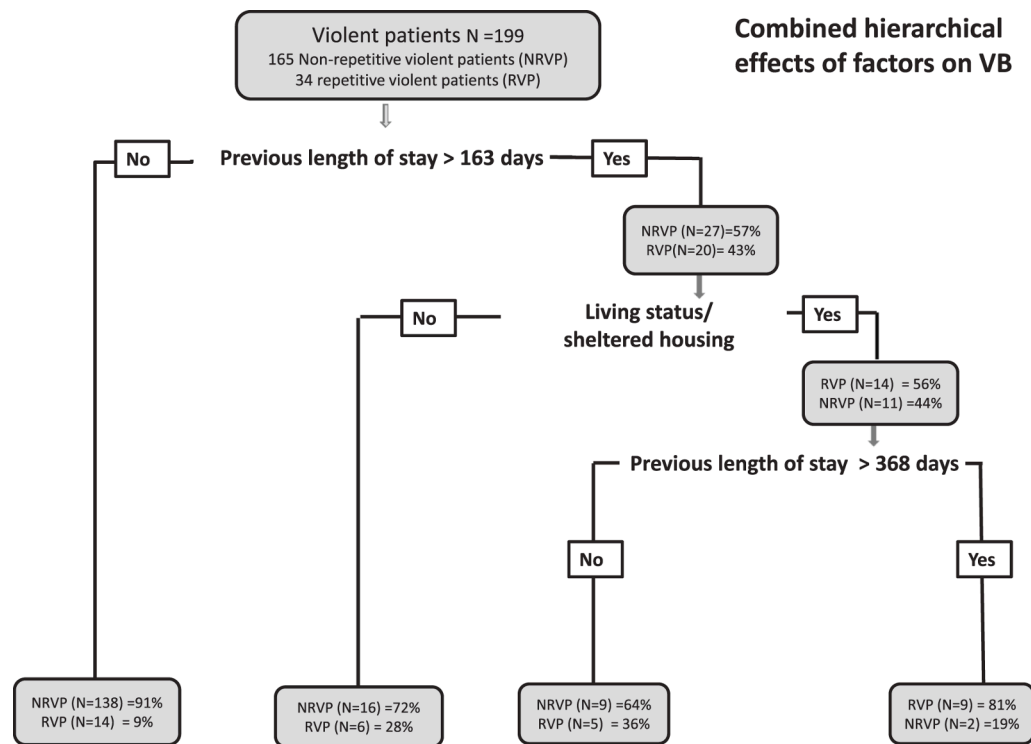 Combined hierarchical
effects of factors on VB
Violent patients N =199
165 Non-repetitive violent patients (NRVP)
34 repetitive violent patients (RVP)
No
Previous length of stay > 163 days
Yes
NRVP (N=27)=57%
RVP(N=20)= 43%
No
Living status/
sheltered housing
Yes
RVP (N=14) = 56%
NRVP (N=11) =44%
Previous length of stay > 368 days
No
Yes
NRVP (N=138) =91%
RVP (N=14) = 9%
NRVP (N=16) =72%
RVP (N=6) = 28%
NRVP (N=9) =64%
RVP (N=5) = 36%
RVP (N=9) = 81%
NRVP (N=2) =19%